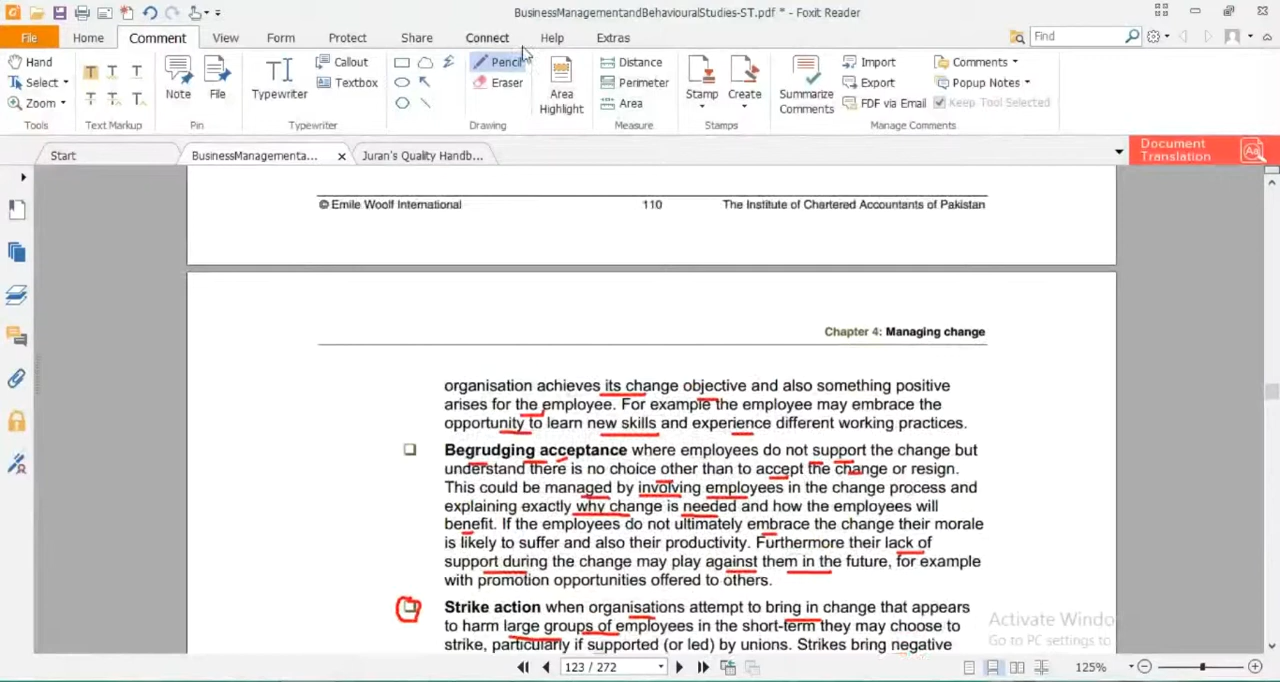 BusinessManagementandBehaviouralStudies-ST.pdf * - Foxit Reader
File Home Comment View Form Protect Share Connect Help Extras Find
Hand Callout Pencil Distance Import Comments
Select Note File Typewriter Textbox Eraser Area Highlight Perimeter Stamp Create Summarize Comments Export Popup Notes
Zoom Area FDF via Email Keep Tool Selected
Tools Text Markup Pin Typewriter Drawing Measure Stamps Manage Comments
Start BusinessManagementa... Juran's Quality Handb... Document Translation
© Emile Woolf International 110 The Institute of Chartered Accountants of Pakistan
Chapter 4: Managing change
organisation achieves its change objective and also something positive
arises for the employee. For example the employee may embrace the
opportunity to learn new skills and experience different working practices.
Begrudging acceptance where employees do not support the change but
understand there is no choice other than to accept the change or resign.
This could be managed by involving employees in the change process and
explaining exactly why change is needed and how the employees will
benefit. If the employees do not ultimately embrace the change their morale
is likely to suffer and also their productivity. Furthermore their lack of
support during the change may play against them in the future, for example
with promotion opportunities offered to others.
Strike action when organisations attempt to bring in change that appears
to harm large groups of employees in the short-term they may choose to
strike, particularly if supported (or led) by unions. Strikes bring negative
Activate Windo
Go to PC settings to
123 / 272 125%